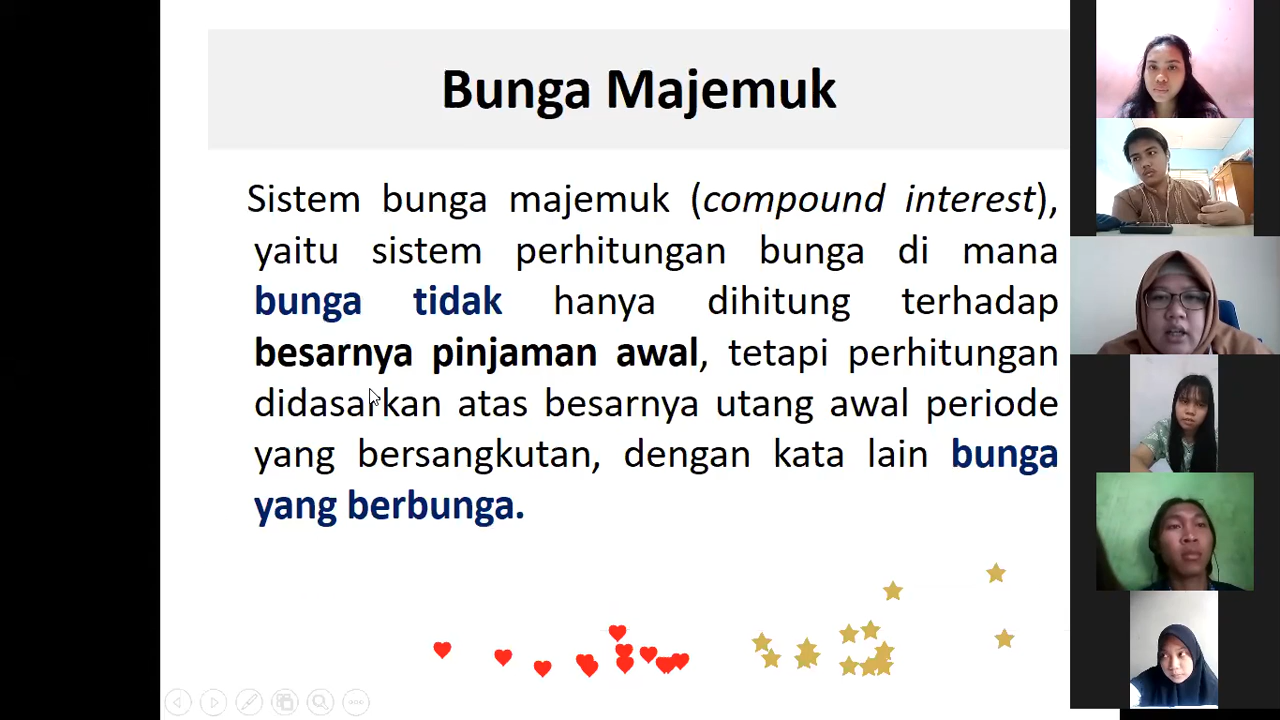 Bunga Majemuk
Sistem bunga majemuk (compound interest),
yaitu sistem perhitungan bunga di mana
bunga tidak hanya dihitung terhadap
besarnya pinjaman awal, tetapi perhitungan
didasarkan atas besarnya utang awal periode
yang bersangkutan, dengan kata lain bunga
yang berbunga.